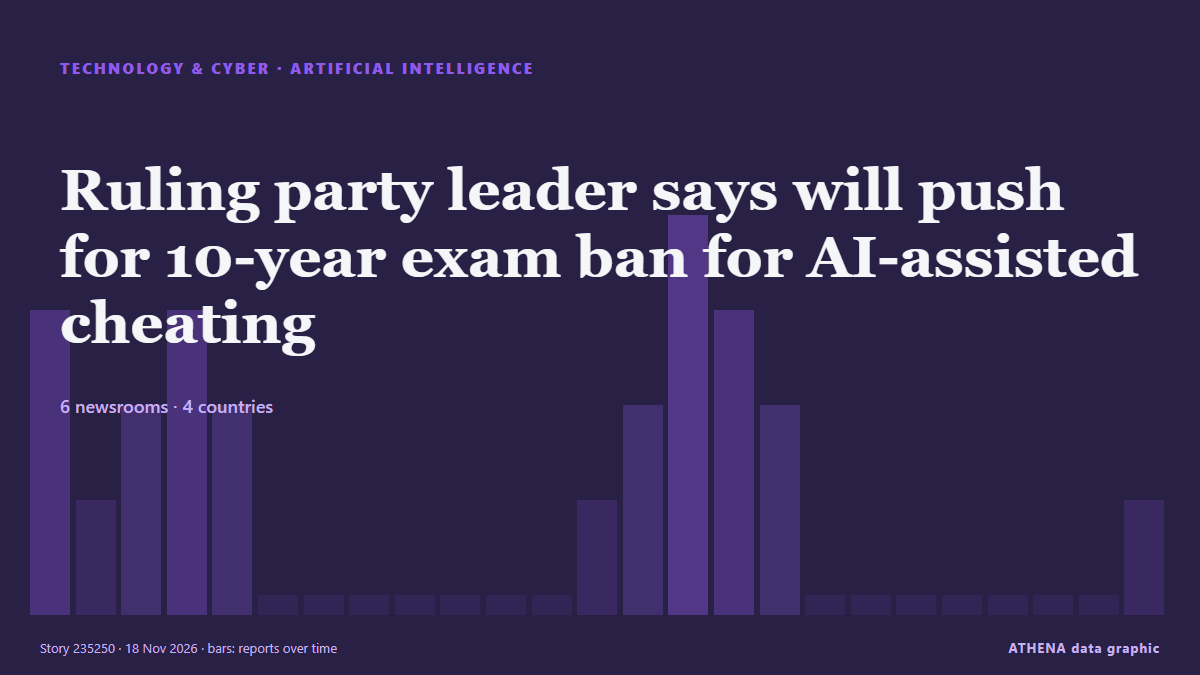 TECHNOLOGY & CYBER · ARTIFICIAL INTELLIGENCE
Ruling party leader says will push
for 10-year exam ban for AI-assisted
cheating
6 newsrooms · 4 countries
Story 235250 · 18 Nov 2026 · bars: reports over time
ATHENA data graphic